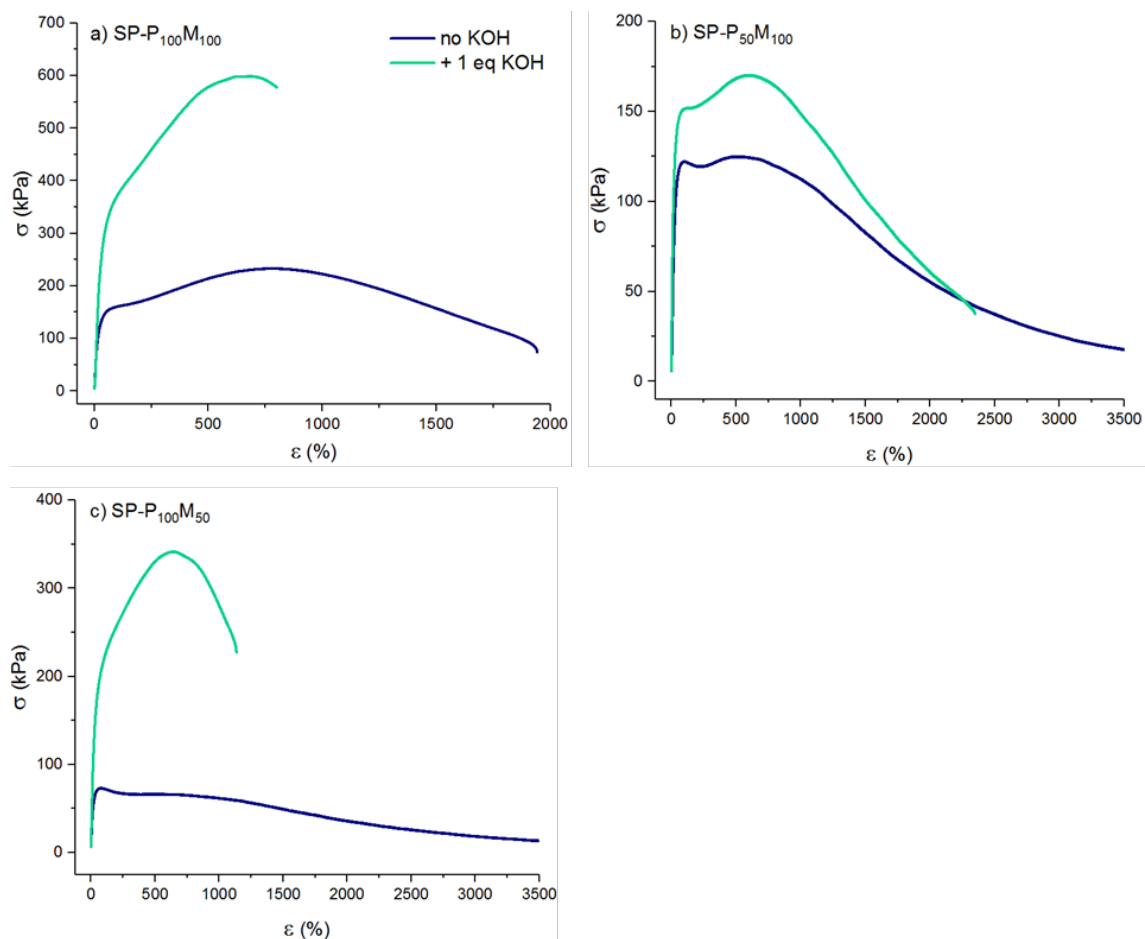 a) SP-P₁₀₀M₁₀₀
no KOH
+ 1 eq KOH
700
600
500
400
300
200
100
0
σ (kPa)
0 500 1000 1500 2000
ε (%)
b) SP-P₅₀M₁₀₀
200
150
100
50
0
σ (kPa)
0 500 1000 1500 2000 2500 3000 3500
ε (%)
c) SP-P₁₀₀M₅₀
400
300
200
100
0
σ (kPa)
0 500 1000 1500 2000 2500 3000 3500
ε (%)